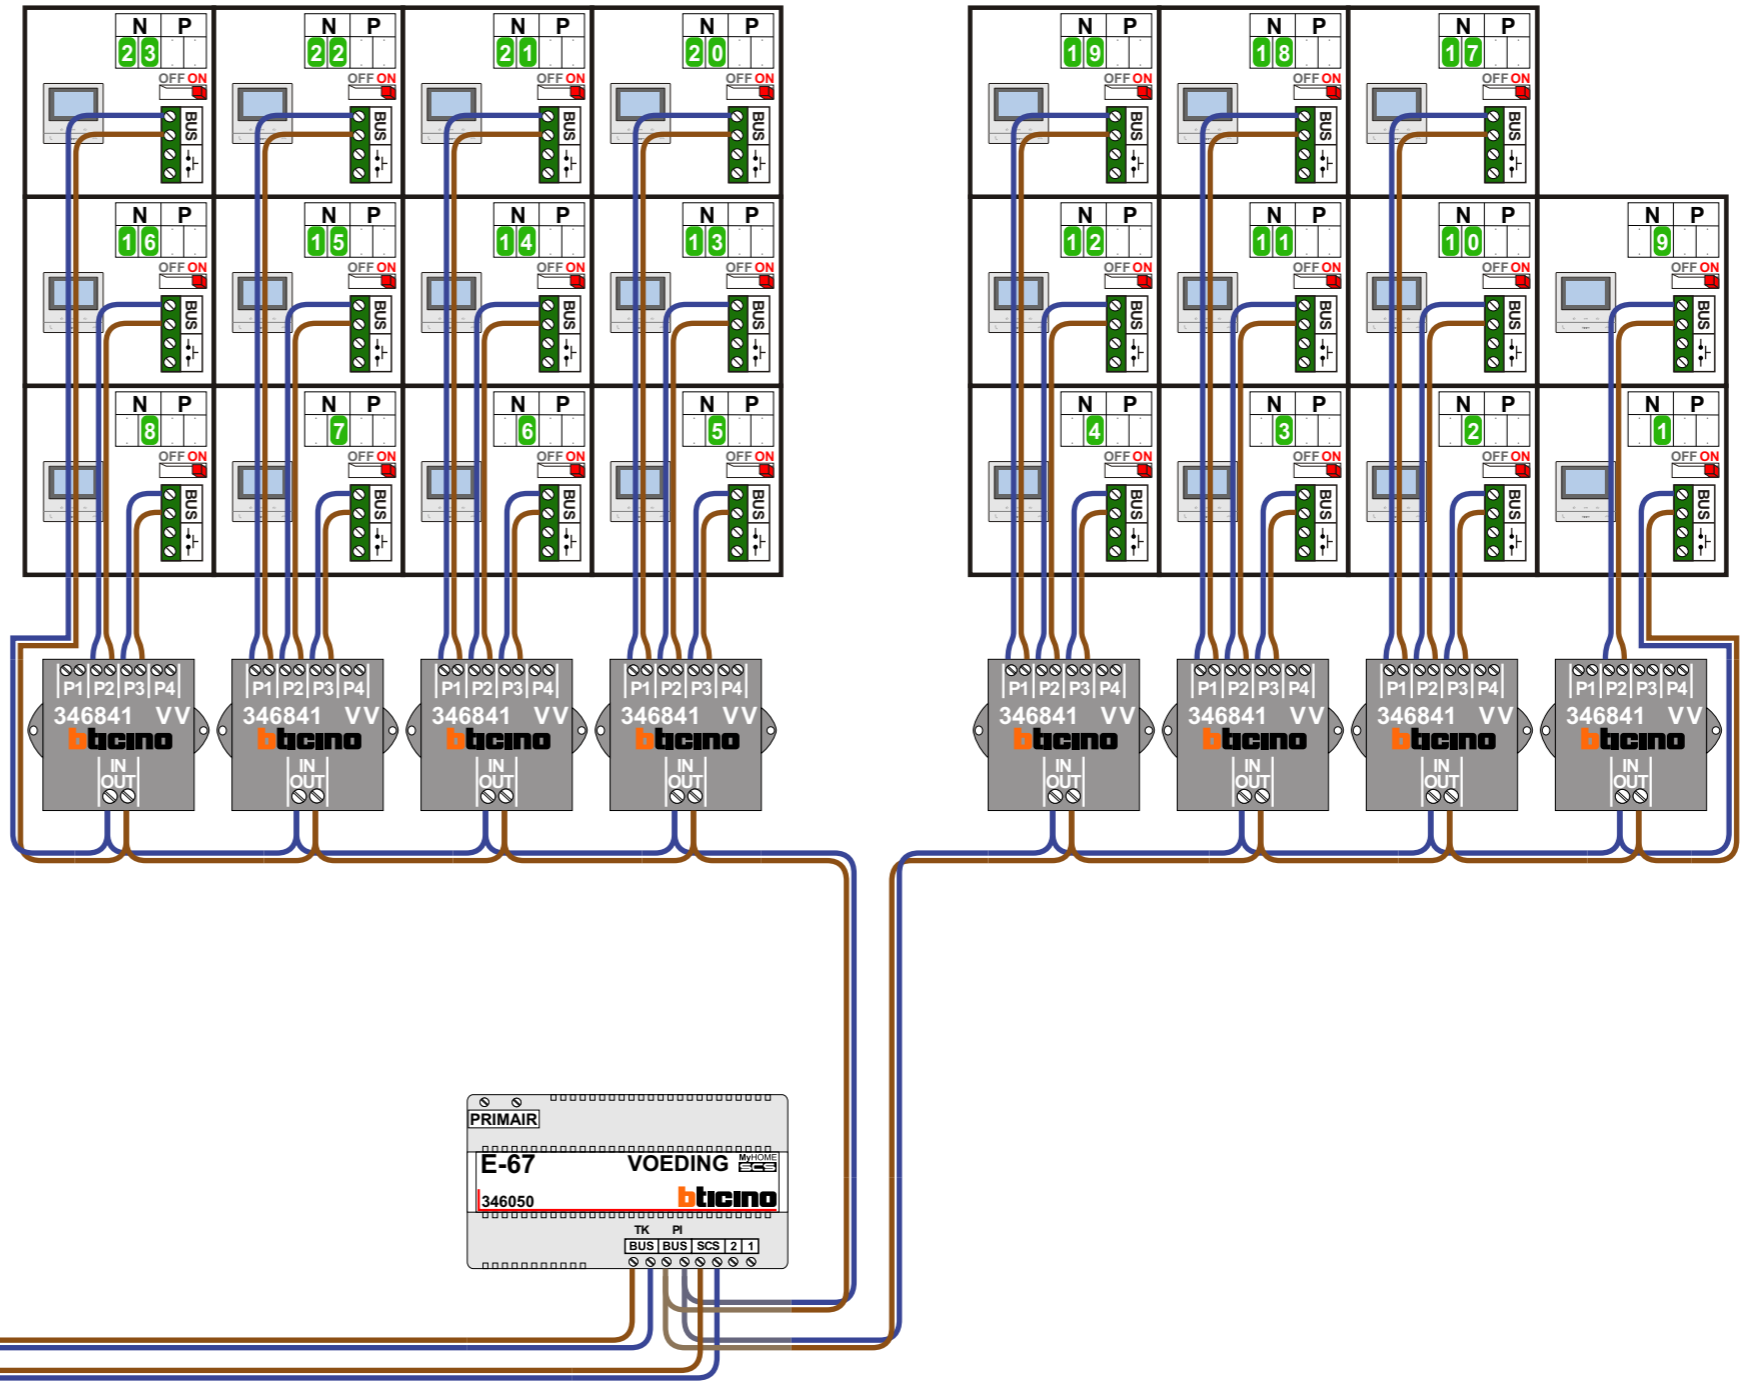 N P N P N P N P N P N P N P
23 22 21 20 19 18 17
OFF ON OFF ON OFF ON OFF ON OFF ON OFF ON OFF ON
BUS BUS BUS BUS BUS BUS BUS
N P N P N P N P N P N P N P N P
16 15 14 13 12 11 10 9
OFF ON OFF ON OFF ON OFF ON OFF ON OFF ON OFF ON OFF ON
BUS BUS BUS BUS BUS BUS BUS BUS
N P N P N P N P N P N P N P N P
8 7 6 5 4 3 2 1
OFF ON OFF ON OFF ON OFF ON OFF ON OFF ON OFF ON OFF ON
BUS BUS BUS BUS BUS BUS BUS BUS
P1 P2 P3 P4 P1 P2 P3 P4 P1 P2 P3 P4 P1 P2 P3 P4 P1 P2 P3 P4 P1 P2 P3 P4 P1 P2 P3 P4 P1 P2 P3 P4
346841 VV 346841 VV 346841 VV 346841 VV 346841 VV 346841 VV 346841 VV 346841 VV
bticino bticino bticino bticino bticino bticino bticino bticino
IN IN IN IN IN IN IN IN
OUT OUT OUT OUT OUT OUT OUT OUT
PRIMAIR
E-67 VOEDING MyHOME
SCS
346050 bticino
TK PI
BUS BUS SCS 2 1